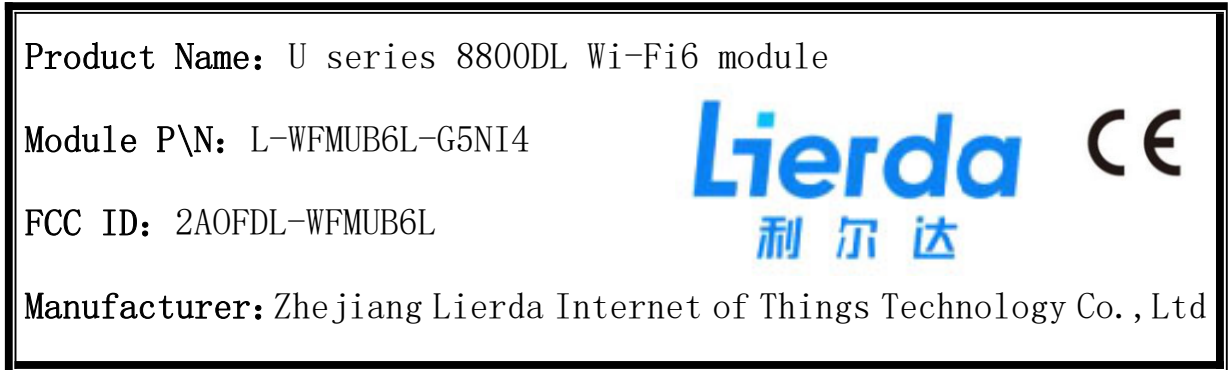 Product Name: U series 8800DL Wi-Fi6 module
Module P\N: L-WFMUB6L-G5NI4
Lierda CE
FCC ID: 2AOFDL-WFMUB6L
利尔达
Manufacturer: Zhejiang Lierda Internet of Things Technology Co.,Ltd